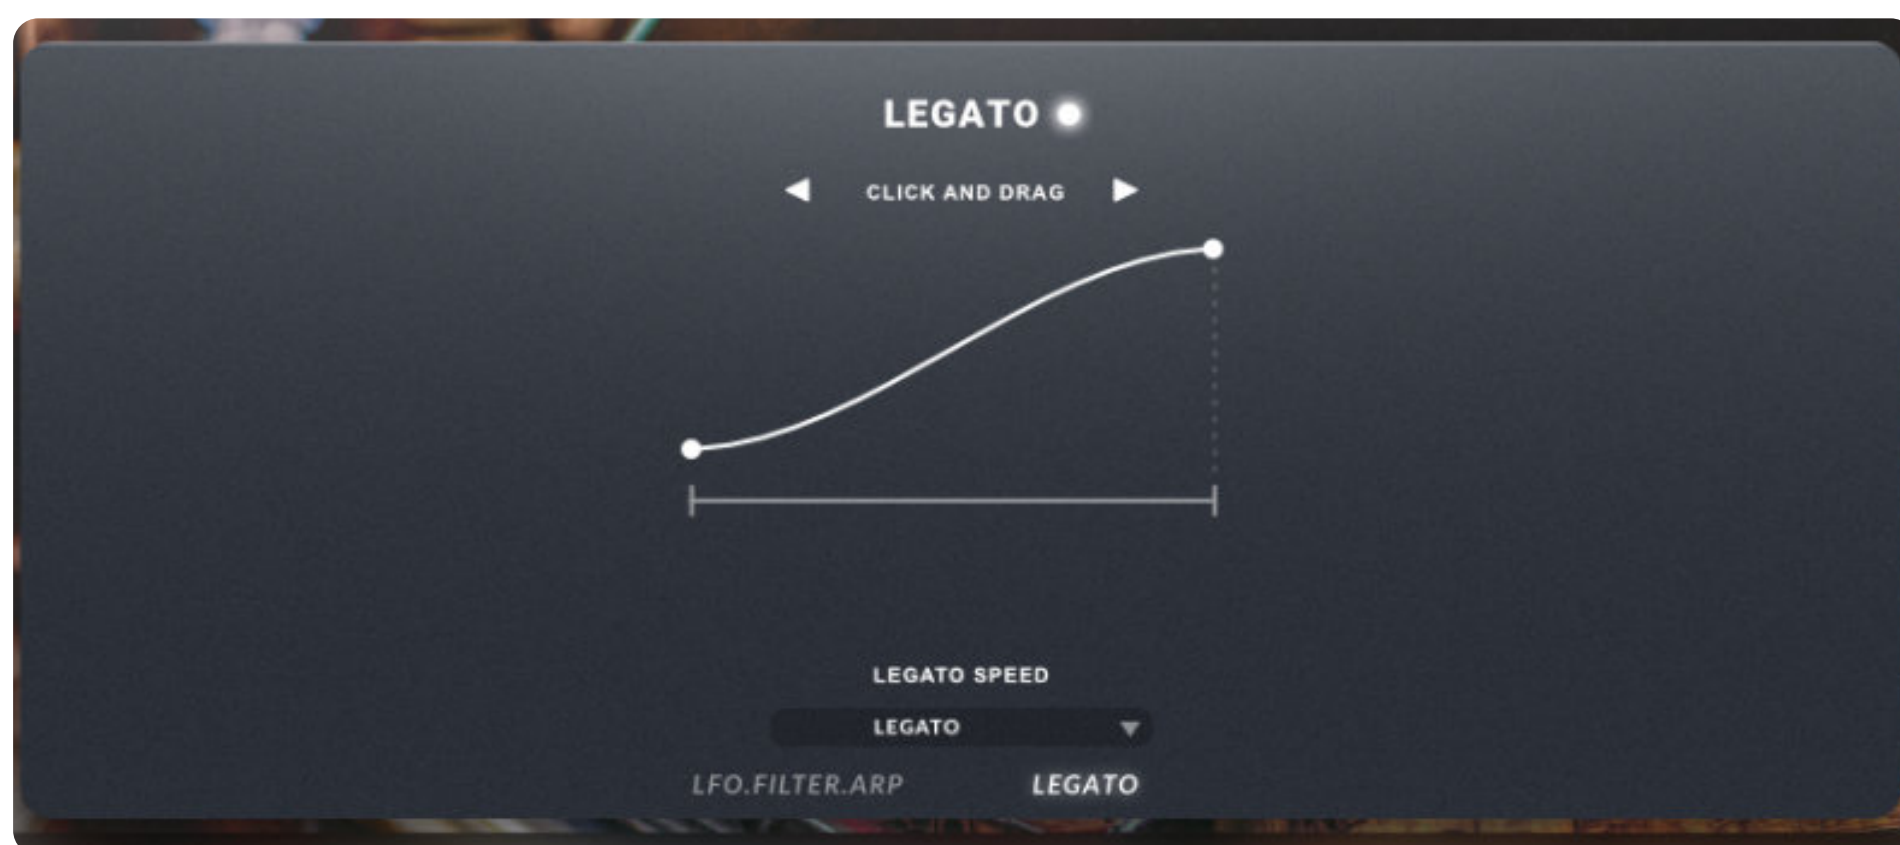 LEGATO
CLICK AND DRAG
LEGATO SPEED
LEGATO
LFO.FILTER.ARP LEGATO